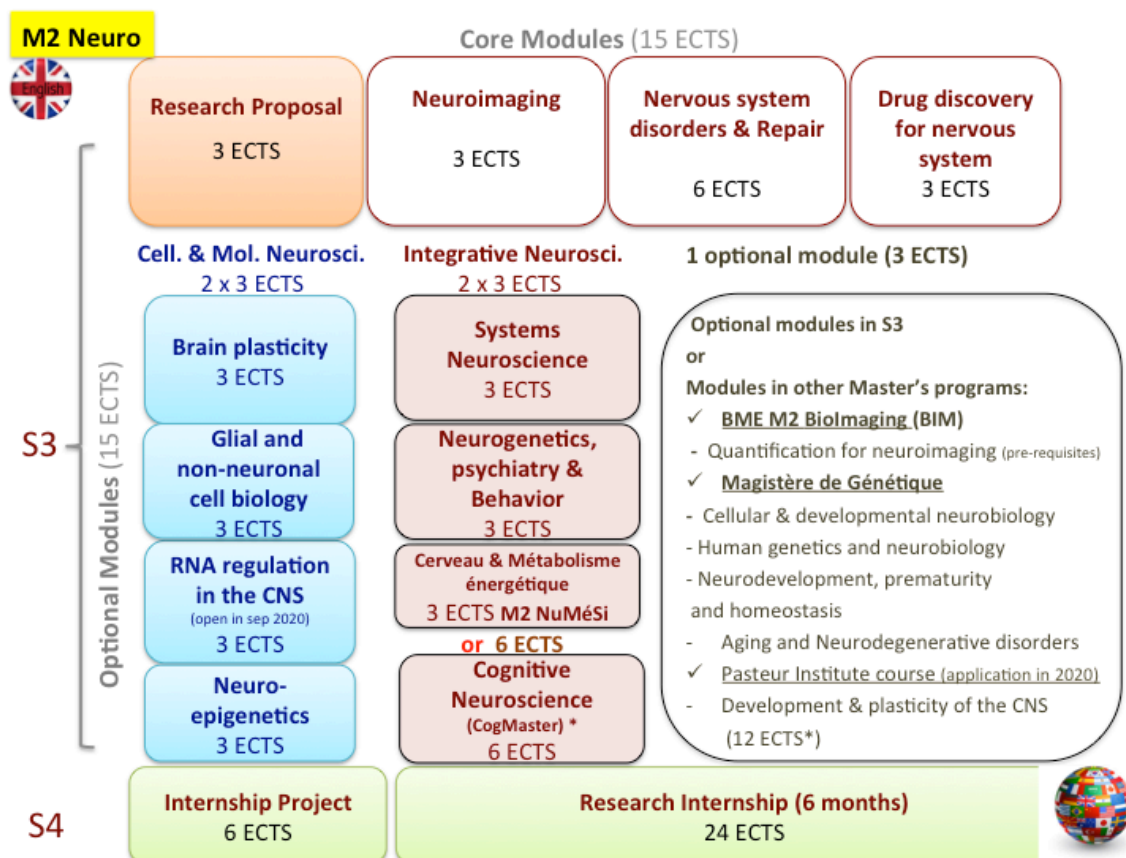 M2 Neuro
English
Core Modules (15 ECTS)
Research Proposal
3 ECTS
Neuroimaging
3 ECTS
Nervous system
disorders & Repair
6 ECTS
Drug discovery
for nervous
system
3 ECTS
S3
Optional Modules (15 ECTS)
Cell. & Mol. Neurosci.
2 x 3 ECTS
Brain plasticity
3 ECTS
Glial and
non-neuronal
cell biology
3 ECTS
RNA regulation
in the CNS
(open in sep 2020)
3 ECTS
Neuro-
epigenetics
3 ECTS
Integrative Neurosci.
2 x 3 ECTS
Systems
Neuroscience
3 ECTS
Neurogenetics,
psychiatry &
Behavior
3 ECTS
Cerveau & Métabolisme
énergétique
3 ECTS M2 NuMéSi
or 6 ECTS
Cognitive
Neuroscience
(CogMaster) *
6 ECTS
1 optional module (3 ECTS)
Optional modules in S3
or
Modules in other Master's programs:
✓ BME M2 BioImaging (BIM)
- Quantification for neuroimaging (pre-requisites)
✓ Magistère de Génétique
- Cellular & developmental neurobiology
- Human genetics and neurobiology
- Neurodevelopment, prematurity
and homeostasis
- Aging and Neurodegenerative disorders
✓ Pasteur Institute course (application in 2020)
- Development & plasticity of the CNS
(12 ECTS*)
S4
Internship Project
6 ECTS
Research Internship (6 months)
24 ECTS